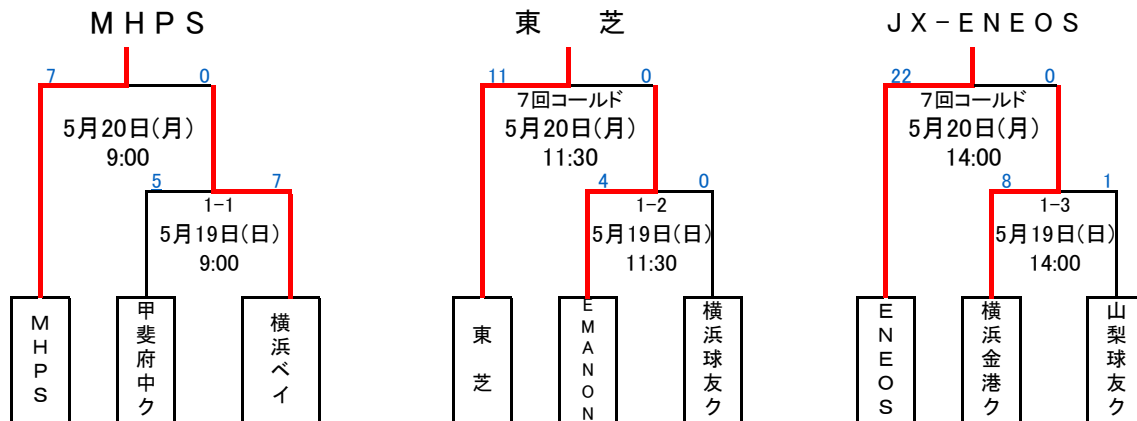 MHPS
7 0
5月20日(月)
9:00
5 7
1-1
5月19日(日)
9:00
MHPS
甲斐府中ク
横浜ベイ
東 芝
11 0
7回コールド
5月20日(月)
11:30
4 0
1-2
5月19日(日)
11:30
東芝
EMANON
横浜球友ク
JX-ENEOS
22 0
7回コールド
5月20日(月)
14:00
8 1
1-3
5月19日(日)
14:00
ENEOS
横浜金港ク
山梨球友ク